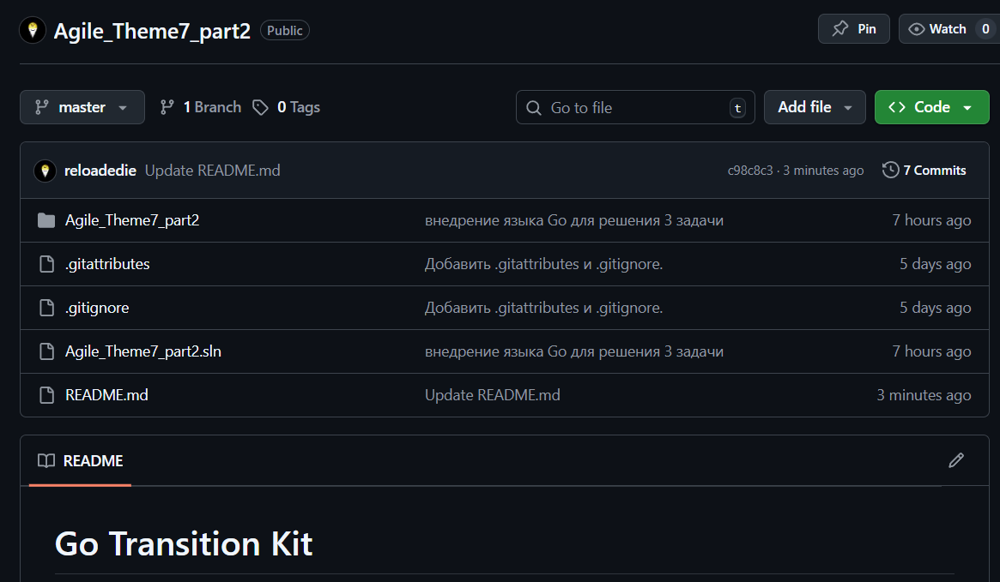 Agile_Theme7_part2 Public Pin Watch 0
master 1 Branch 0 Tags Go to file t Add file Code
reloadedie Update README.md c98c8c3 · 3 minutes ago 7 Commits
Agile_Theme7_part2 внедрение языка Go для решения 3 задачи 7 hours ago
.gitattributes Добавить .gitattributes и .gitignore. 5 days ago
.gitignore Добавить .gitattributes и .gitignore. 5 days ago
Agile_Theme7_part2.sln внедрение языка Go для решения 3 задачи 7 hours ago
README.md Update README.md 3 minutes ago
README
Go Transition Kit